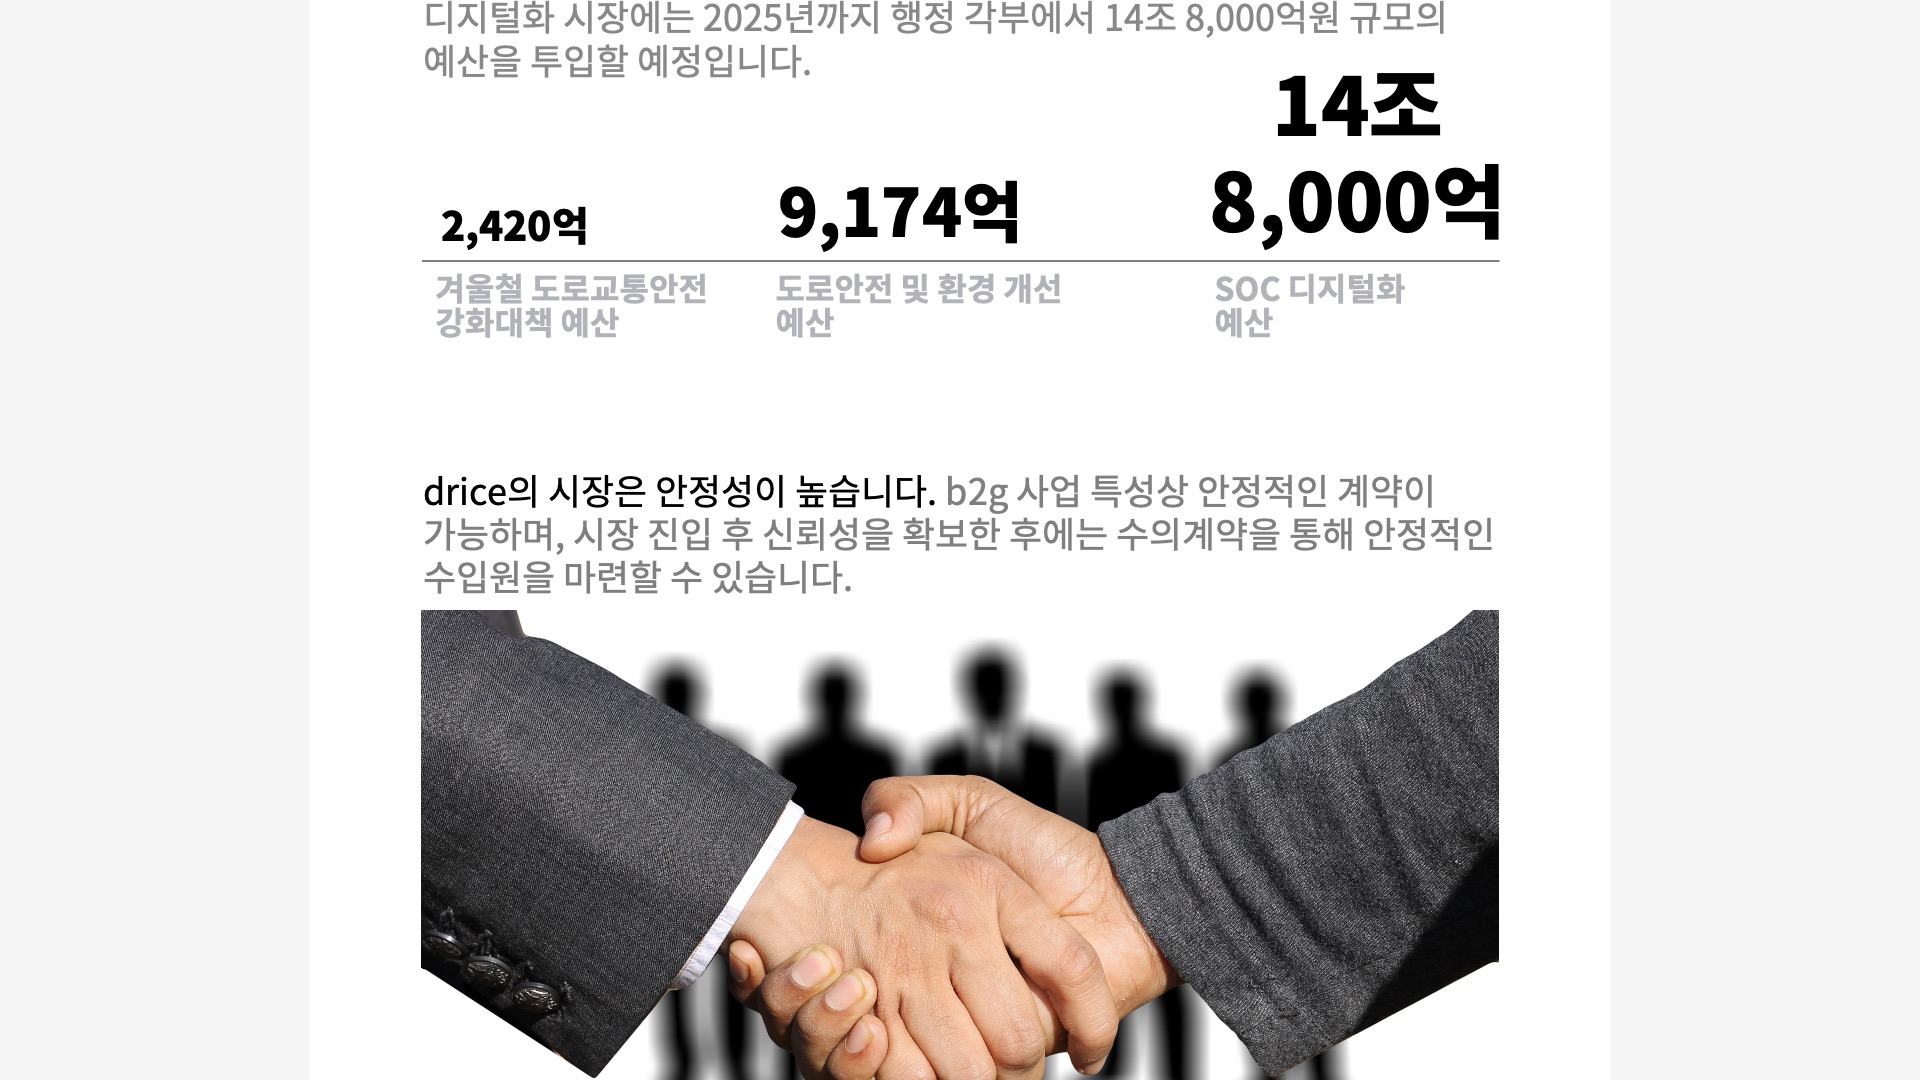 디지털화 시장에는 2025년까지 행정 각부에서 14조 8,000억원 규모의
예산을 투입할 예정입니다.
2,420억
겨울철 도로교통안전
강화대책 예산
9,174억
도로안전 및 환경 개선
예산
14조
8,000억
SOC 디지털화
예산
drice의 시장은 안정성이 높습니다. b2g 사업 특성상 안정적인 계약이
가능하며, 시장 진입 후 신뢰성을 확보한 후에는 수의계약을 통해 안정적인
수입원을 마련할 수 있습니다.